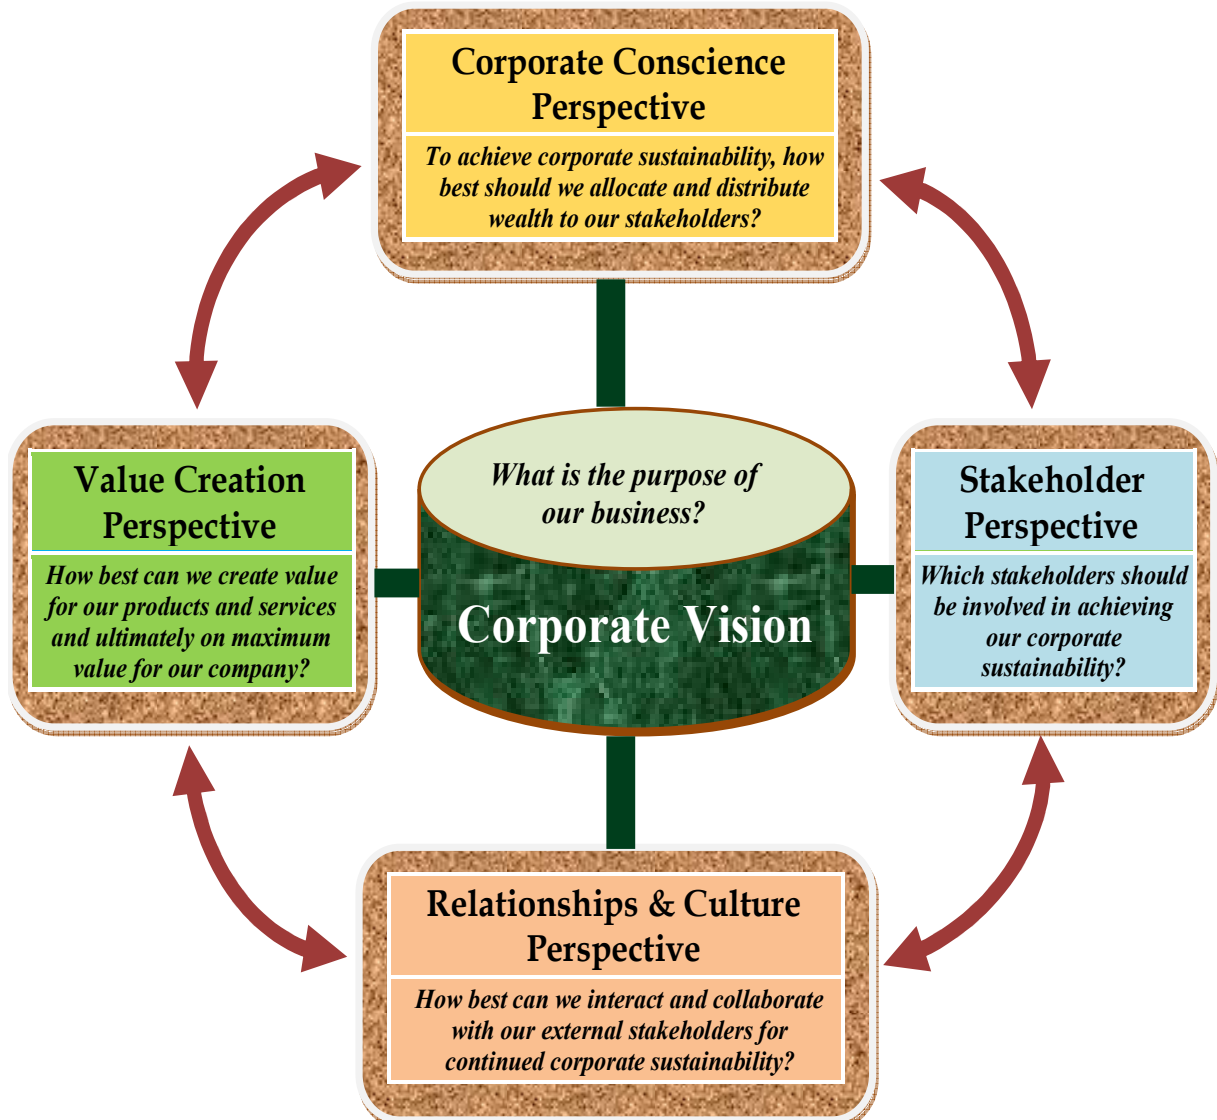 Corporate Conscience
Perspective
To achieve corporate sustainability, how
best should we allocate and distribute
wealth to our stakeholders?
Value Creation
Perspective
How best can we create value
for our products and services
and ultimately on maximum
value for our company?
What is the purpose of
our business?
Corporate Vision
Stakeholder
Perspective
Which stakeholders should
be involved in achieving
our corporate
sustainability?
Relationships & Culture
Perspective
How best can we interact and collaborate
with our external stakeholders for
continued corporate sustainability?